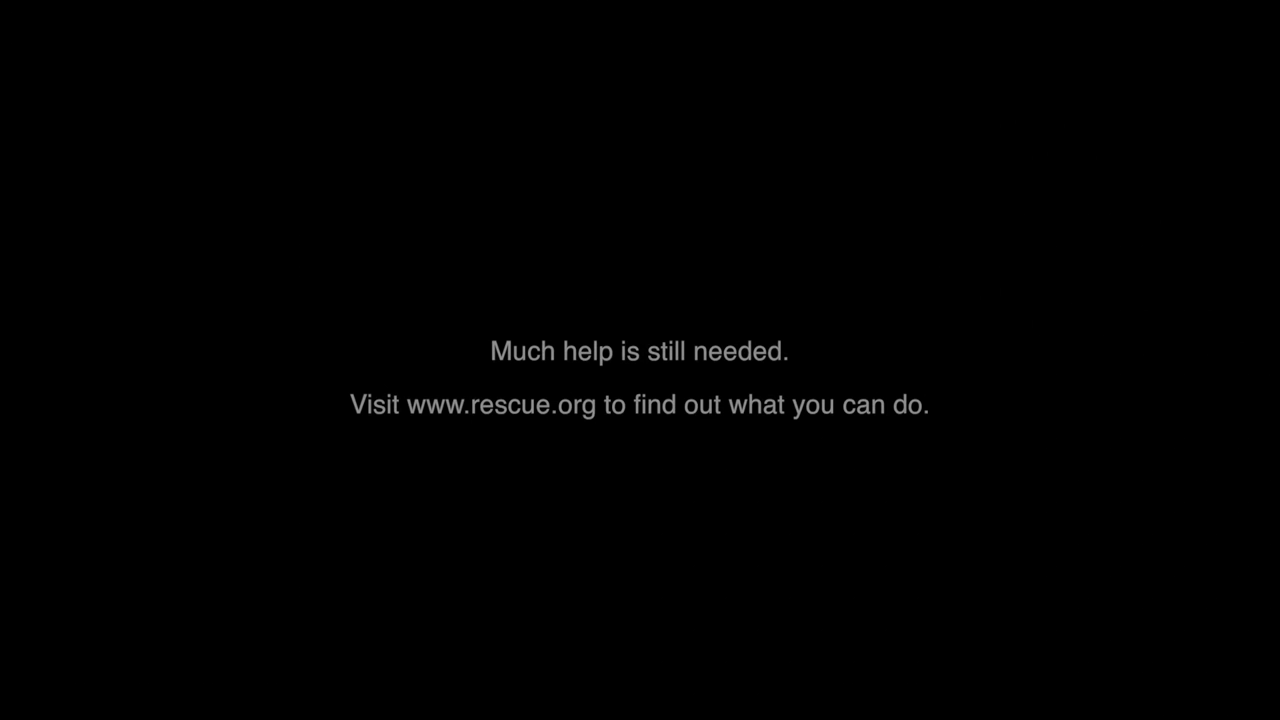 Much help is still needed.
Visit www.rescue.org to find out what you can do.